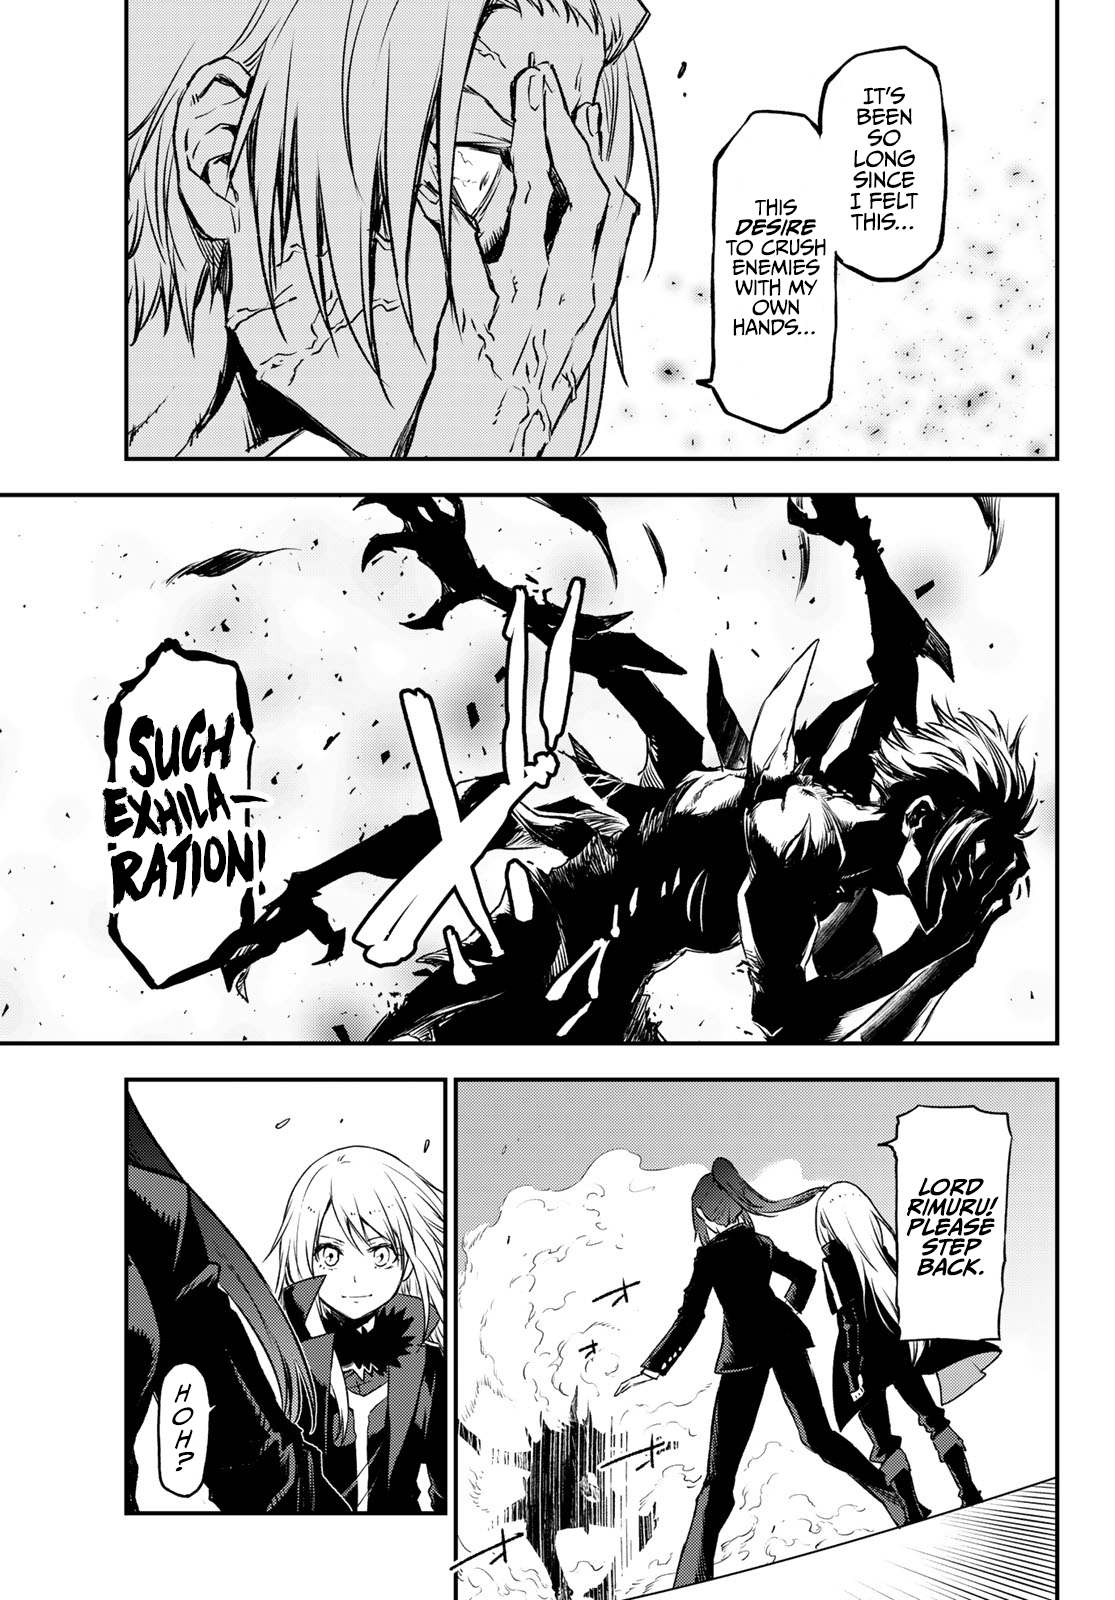 IT'S
BEEN
SO
LONG
SINCE
I FELT
THIS...
THIS
DESIRE
TO CRUSH
ENEMIES
WITH MY
OWN
HANDS...
SUCH
EXHILA-
RATION!
LORD
RIMURU!
PLEASE
STEP
BACK.
HOH?